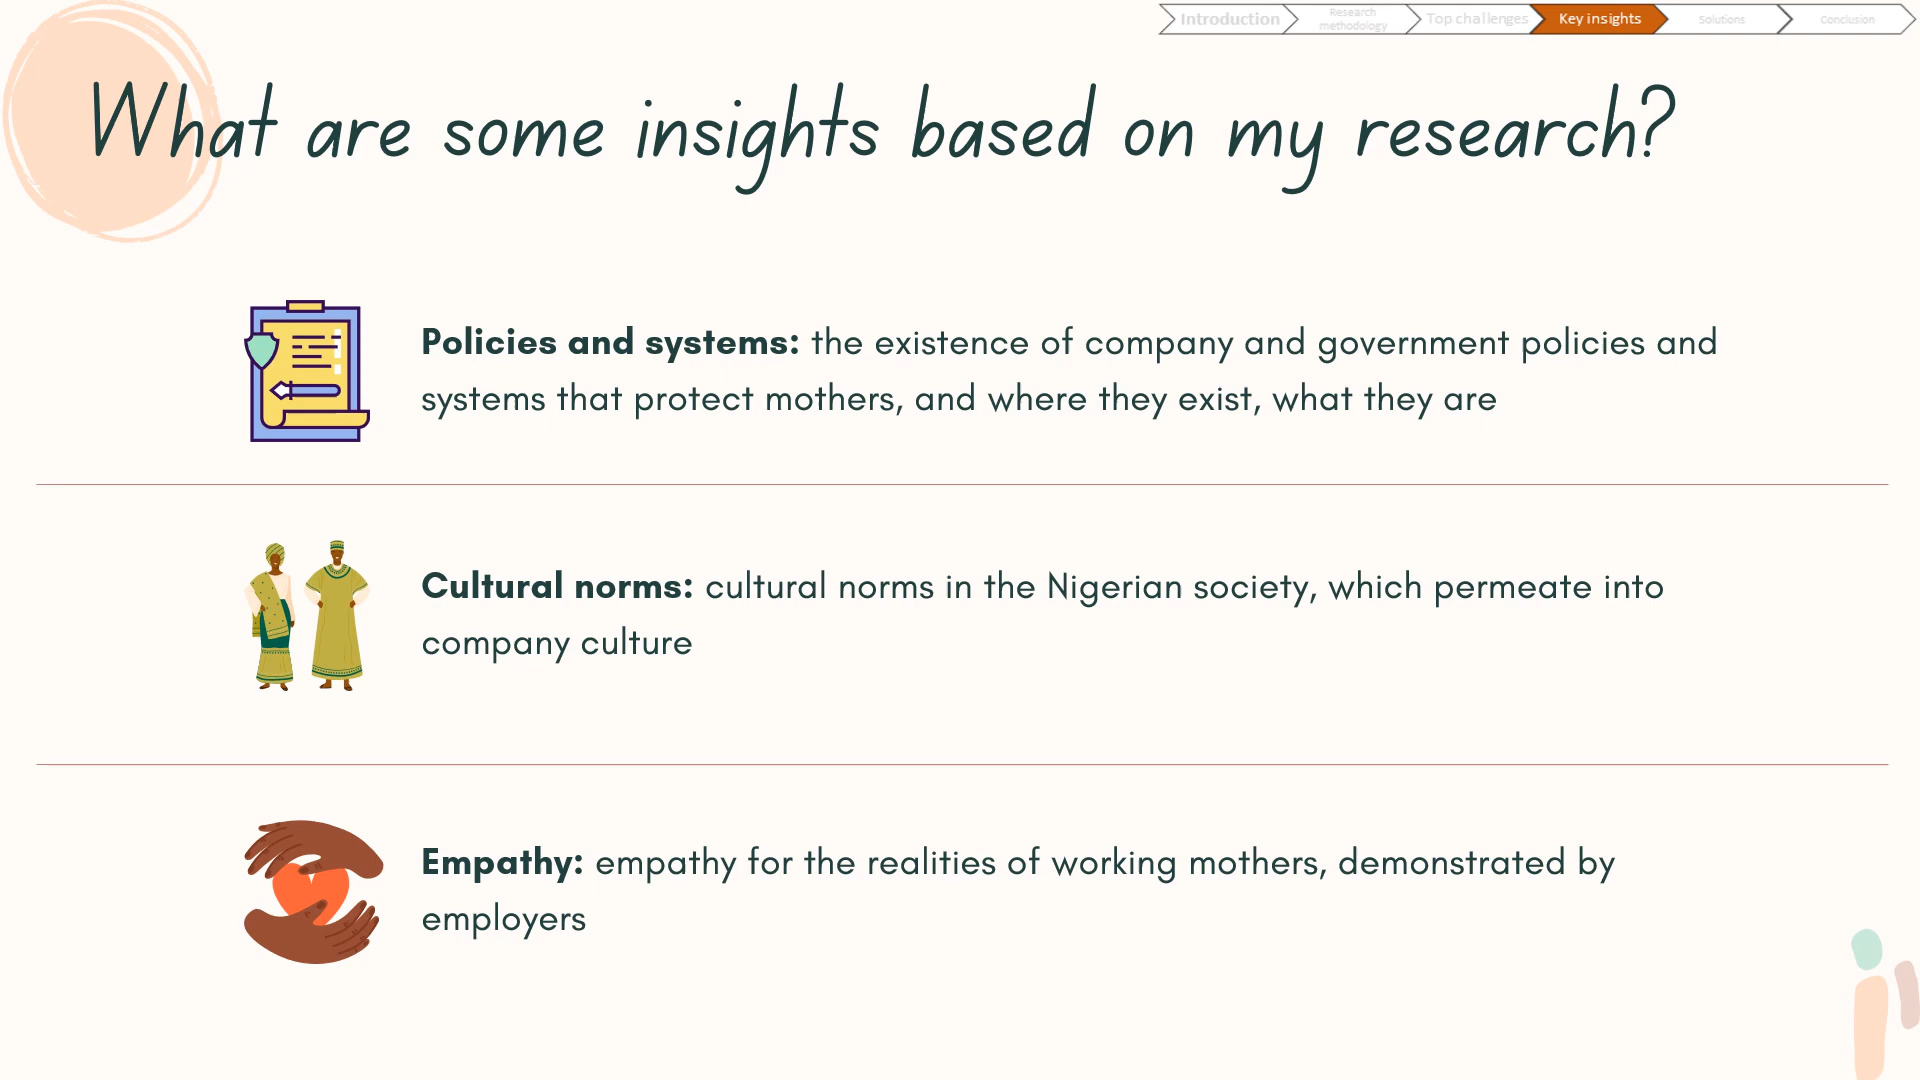 Introduction
Research
methodology
Top challenges
Key insights
Solutions
Conclusion
What are some insights based on my research?
Policies and systems: the existence of company and government policies and
systems that protect mothers, and where they exist, what they are
Cultural norms: cultural norms in the Nigerian society, which permeate into
company culture
Empathy: empathy for the realities of working mothers, demonstrated by
employers